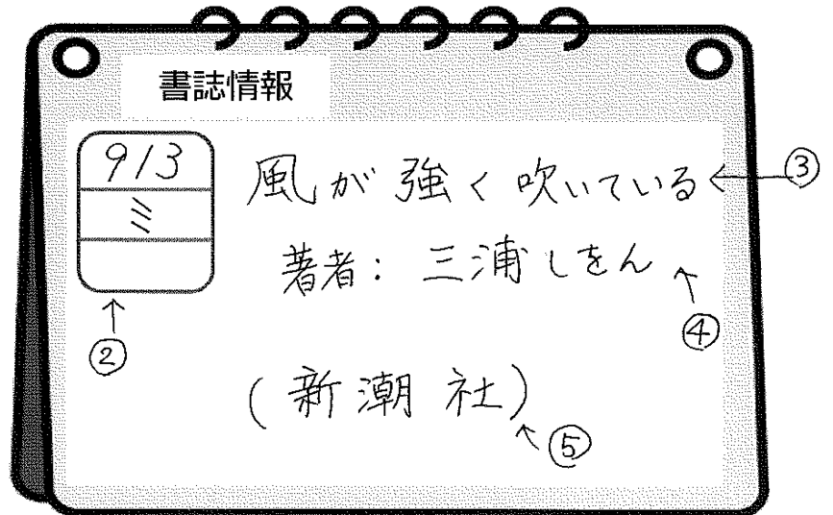 書誌情報
913
ミ
②
風が強く吹いている
③
著者: 三浦しをん
④
(新潮社)
⑤